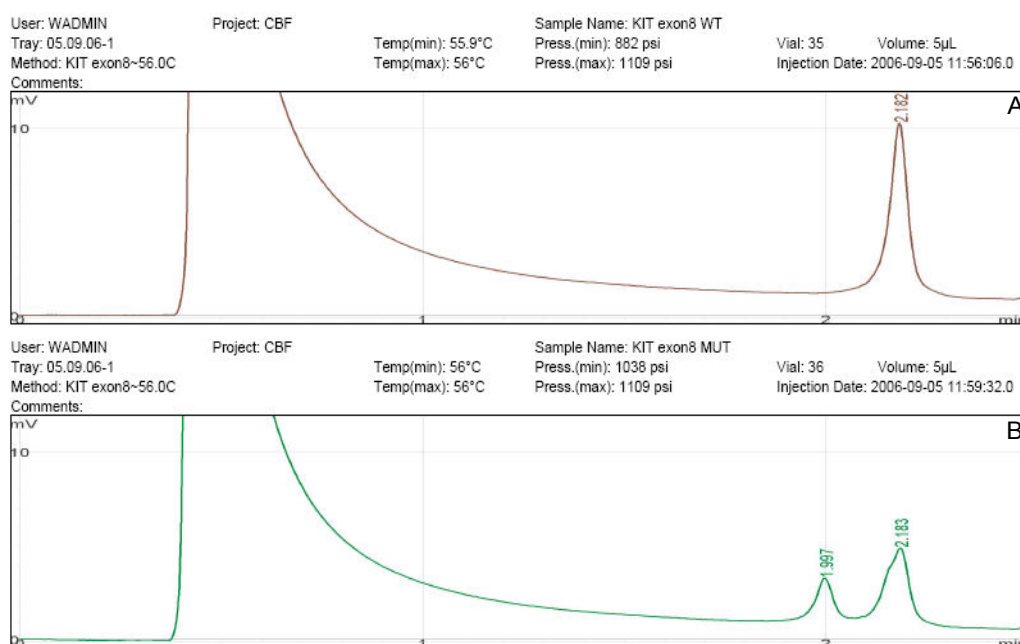 User: WADMIN Project: CBF Sample Name: KIT exon8 WT
Tray: 05.09.06-1 Temp(min): 55.9°C Press.(min): 882 psi Vial: 35 Volume: 5µL
Method: KIT exon8~56.0C Temp(max): 56°C Press.(max): 1109 psi Injection Date: 2006-09-05 11:56:06.0
Comments:
mV
A
2.182
10
0
0 1 2 min
User: WADMIN Project: CBF Sample Name: KIT exon8 MUT
Tray: 05.09.06-1 Temp(min): 56°C Press.(min): 1038 psi Vial: 36 Volume: 5µL
Method: KIT exon8~56.0C Temp(max): 56°C Press.(max): 1109 psi Injection Date: 2006-09-05 11:59:32.0
Comments:
mV
B
10
2.183
1.997
0
0 1 2 min